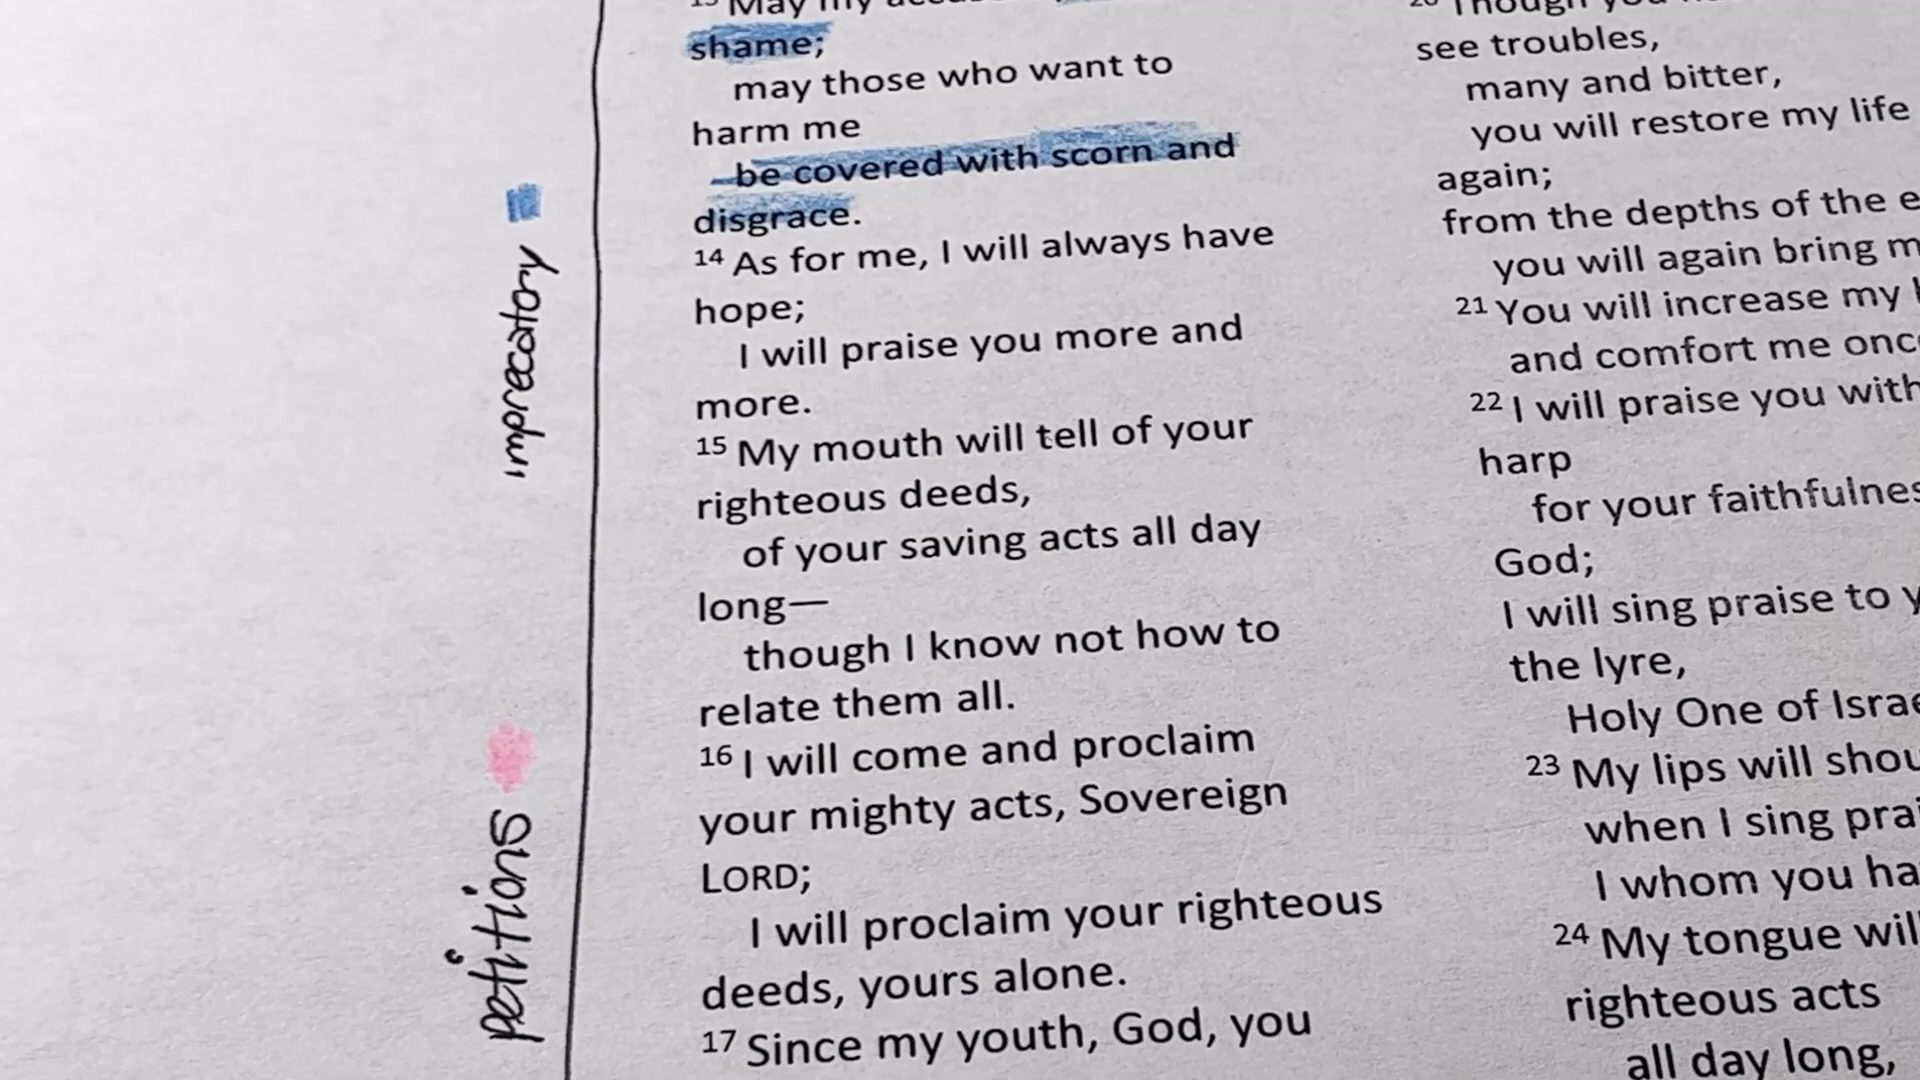 imprecatory
petitions
13 May my
shame;
may those who want to
harm me
be covered with scorn and
disgrace.
14 As for me, I will always have
hope;
I will praise you more and
more.
15 My mouth will tell of your
righteous deeds,
of your saving acts all day
long—
though I know not how to
relate them all.
16 I will come and proclaim
your mighty acts, Sovereign
LORD;
I will proclaim your righteous
deeds, yours alone.
17 Since my youth, God, you
20 Though you
see troubles,
many and bitter,
you will restore my life
again;
from the depths of the
you will again bring
21 You will increase my
and comfort me
22 I will praise you with
harp
for your
God;
I will sing praise to
the lyre,
Holy One of
23 My lips will
when I sing
I whom you
24 My tongue
righteous acts
all day long,